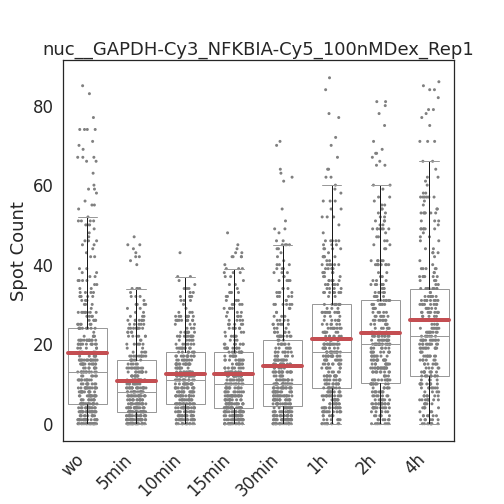 nuc__GAPDH-Cy3_NFKBIA-Cy5_100nMDex_Rep1
80
60
40
20
0
Spot Count
wo
5min
10min
15min
30min
1h
2h
4h